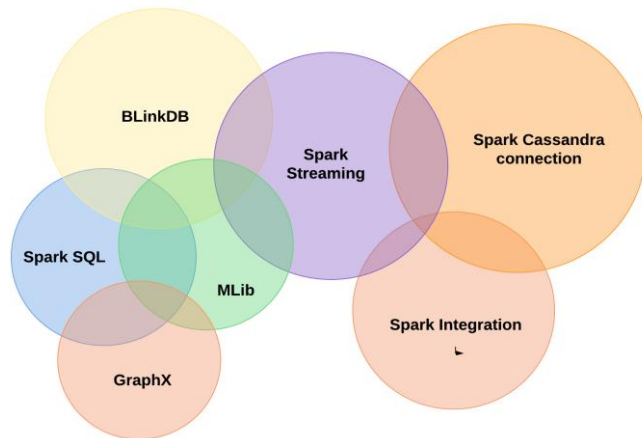 BLinkDB
Spark
Streaming
Spark Cassandra
connection
Spark SQL
MLib
Spark Integration
GraphX